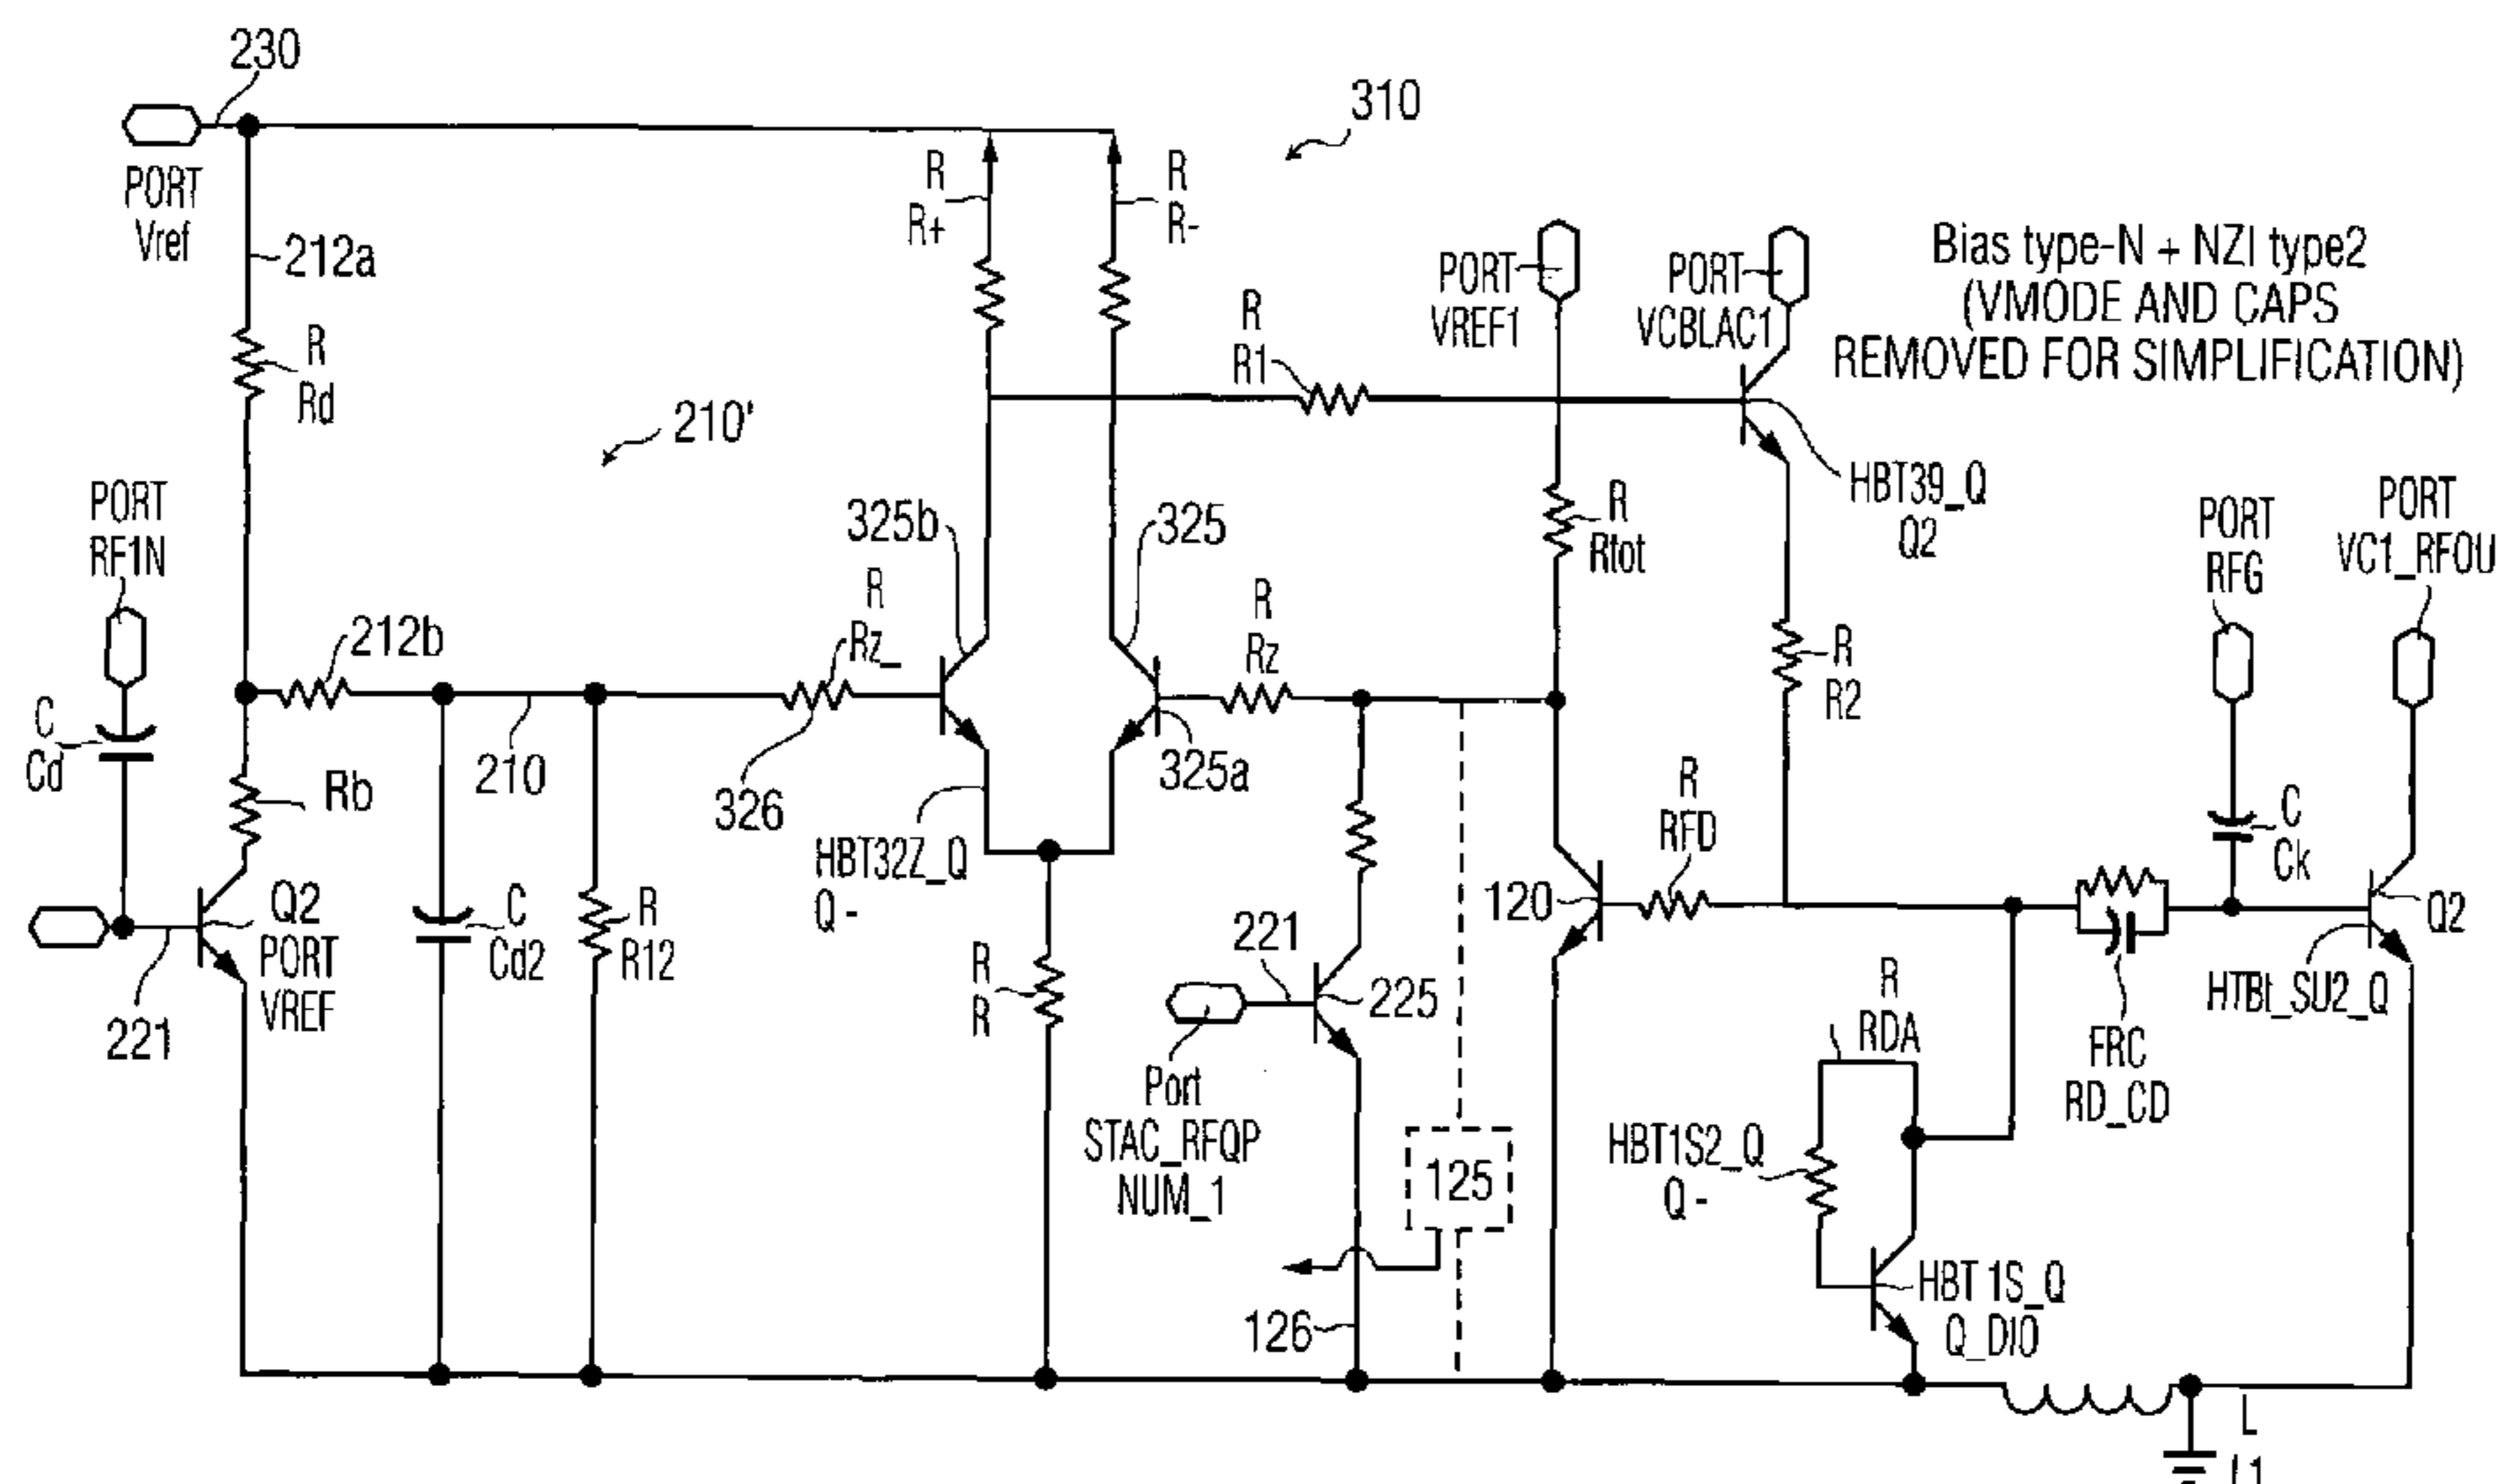 230
310
PORT
Vref
212a
R
R+
R
R-
PORT
VREF1
PORT
VCBLAC1
Bias type-N + NZI type2
(VMODE AND CAPS
REMOVED FOR SIMPLIFICATION)
R
R1
R
Rd
210'
HBT39_Q
Q2
PORT
RF1N
325b
325
R
Rtot
PORT
RFG
PORT
VC1_RFOU
212b
R
Rz_
R
Rz
R
R2
C
Cd
Rb
210
326
325a
HBT32Z_Q
Q -
R
RFD
C
Ck
120
Q2
PORT
VREF
221
C
Cd2
R
R12
R
R
221
225
Q2
HTBt_SU2_Q
R
RDA
FRC
RD_CD
Port
STAC_RFQP
NUM_1
125
HBT1S2_Q
Q -
HBT1S_Q
Q_DIO
126
L
L1